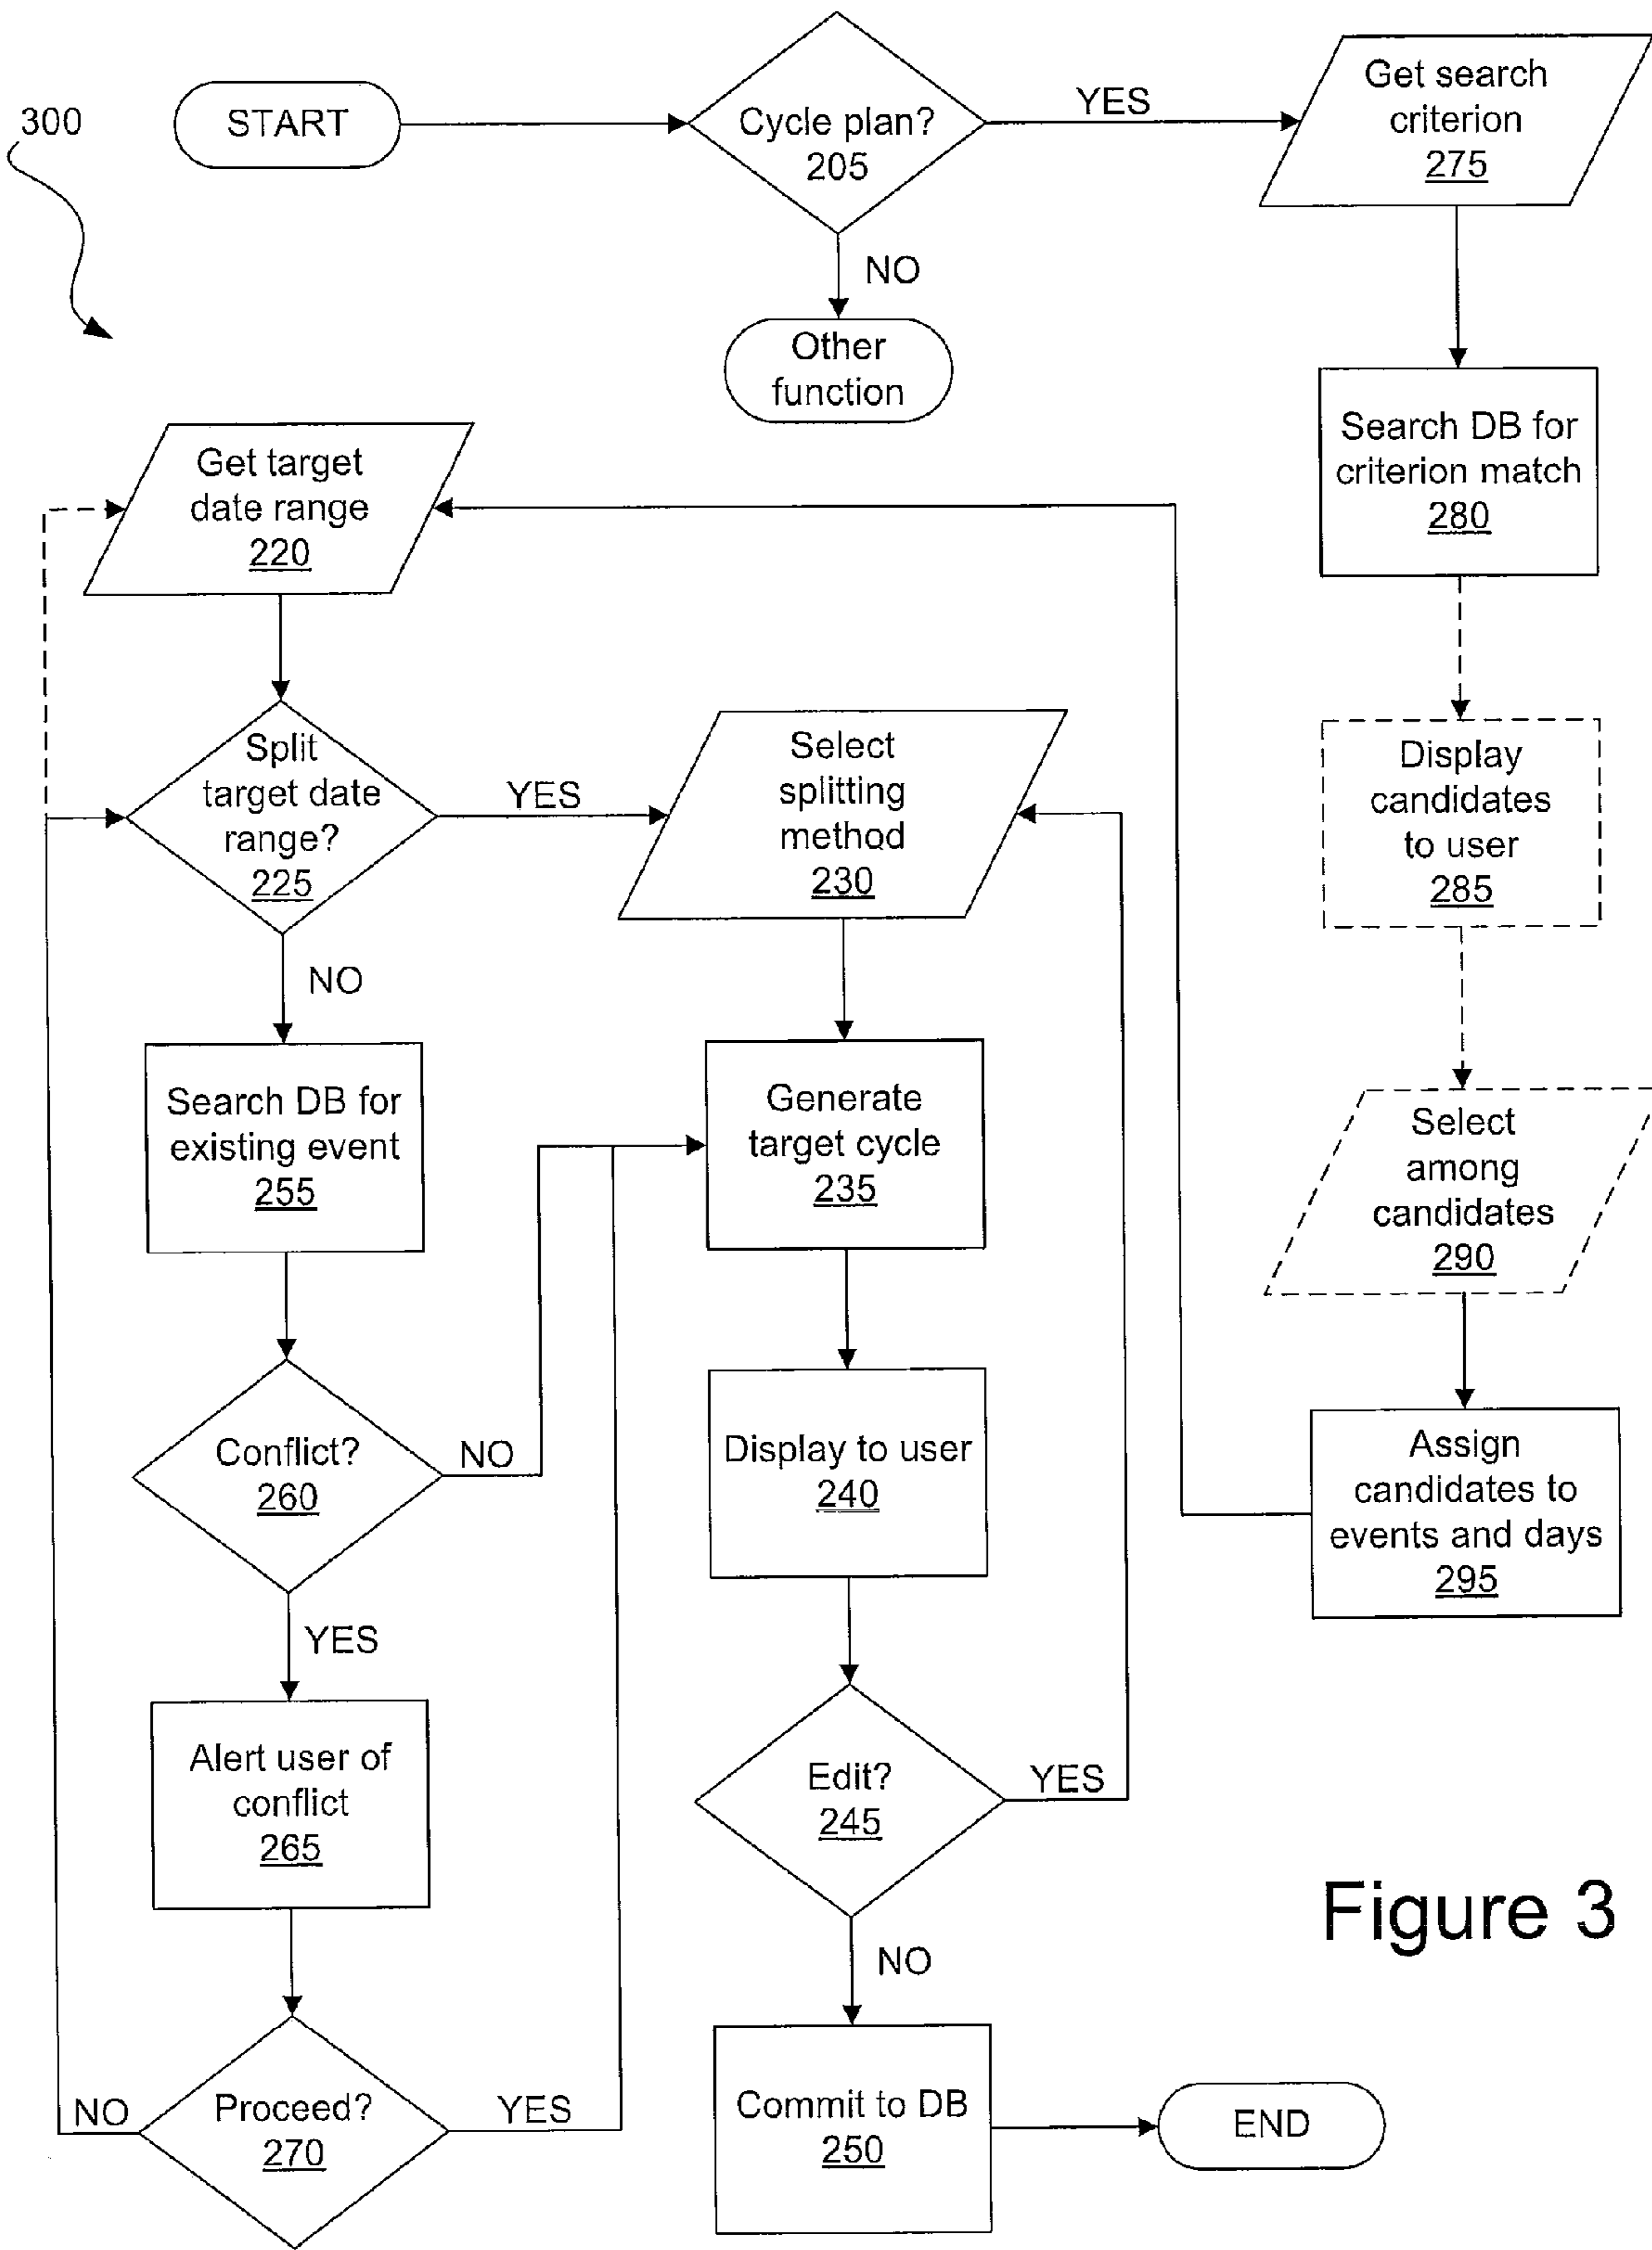 300
START
Cycle plan?
205
YES
Get search
criterion
275
NO
Other
function
Search DB for
criterion match
280
Get target
date range
220
Split
target date
range?
225
YES
Select
splitting
method
230
Display
candidates
to user
285
NO
Search DB for
existing event
255
Generate
target cycle
235
Select
among
candidates
290
Conflict?
260
NO
Display to user
240
Assign
candidates to
events and days
295
YES
Alert user of
conflict
265
Edit?
245
YES
Figure 3
NO
Proceed?
270
NO
YES
Commit to DB
250
END